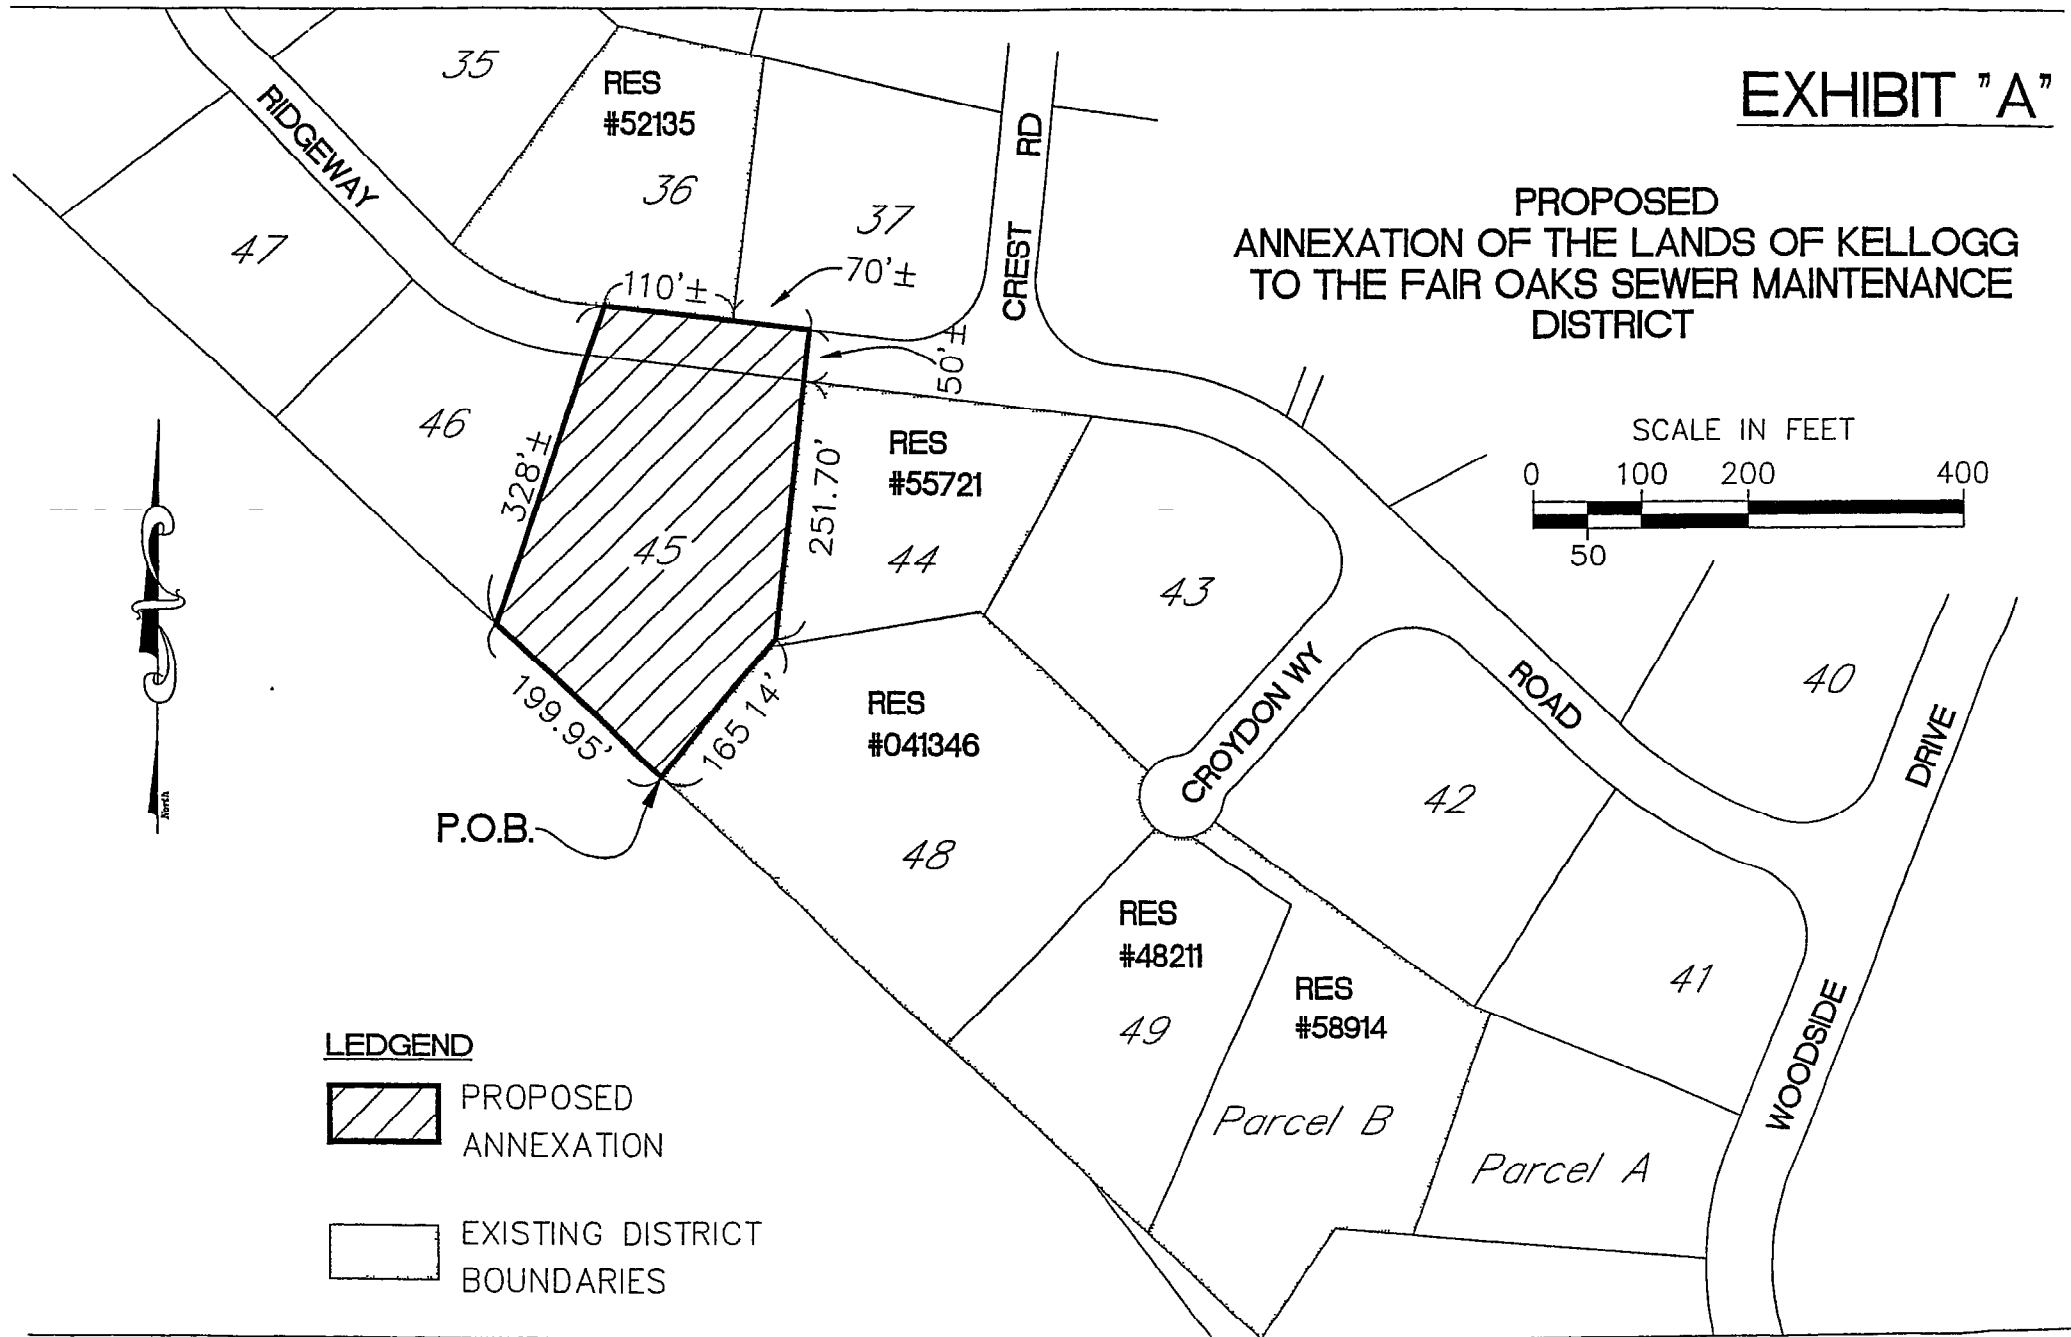 EXHIBIT "A"
PROPOSED
ANNEXATION OF THE LANDS OF KELLOGG
TO THE FAIR OAKS SEWER MAINTENANCE
DISTRICT
SCALE IN FEET
0 100 200 400
50
35
RES
#52135
36
37
RIDGEWAY
CREST RD
47
110'±
70'±
50'±
46
328'±
45
251.70'
RES
#55721
44
43
199.95'
165 14'
P.O.B.
RES
#041346
48
CROYDON WY
ROAD
40
DRIVE
42
41
WOODSIDE
RES
#48211
49
RES
#58914
Parcel B
Parcel A
North
LEDGEND
PROPOSED
ANNEXATION
EXISTING DISTRICT
BOUNDARIES